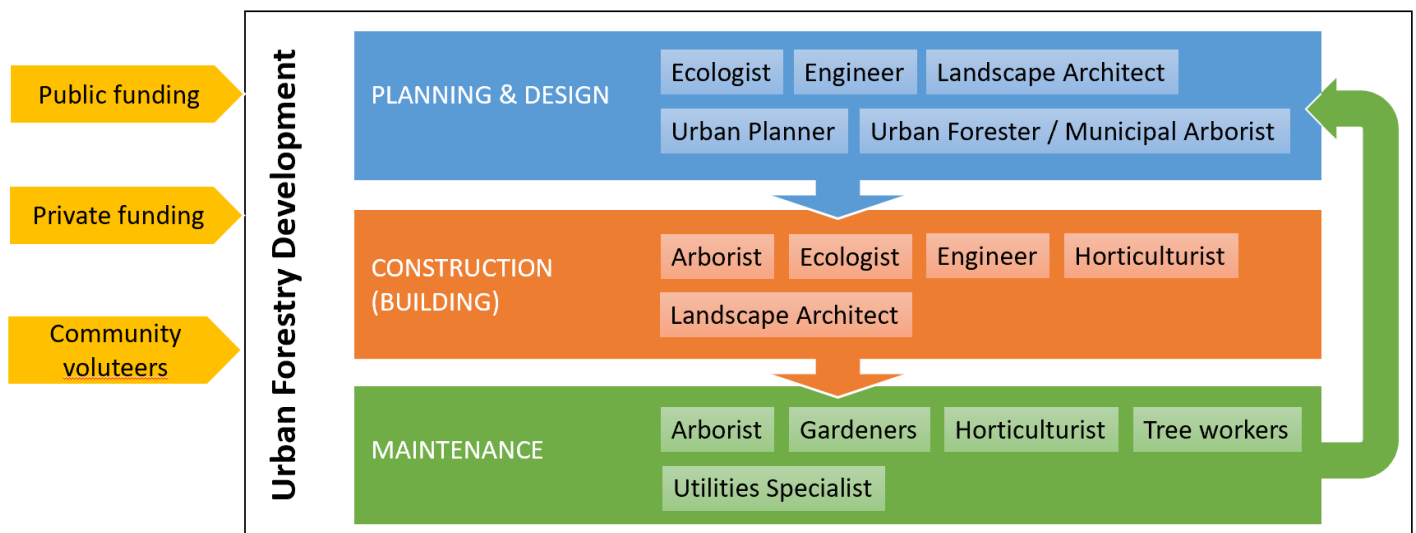 Public funding
Private funding
Community
voluteers
Urban Forestry Development
PLANNING & DESIGN
Ecologist
Engineer
Landscape Architect
Urban Planner
Urban Forester / Municipal Arborist
CONSTRUCTION
(BUILDING)
Arborist
Ecologist
Engineer
Horticulturist
Landscape Architect
MAINTENANCE
Arborist
Gardeners
Horticulturist
Tree workers
Utilities Specialist